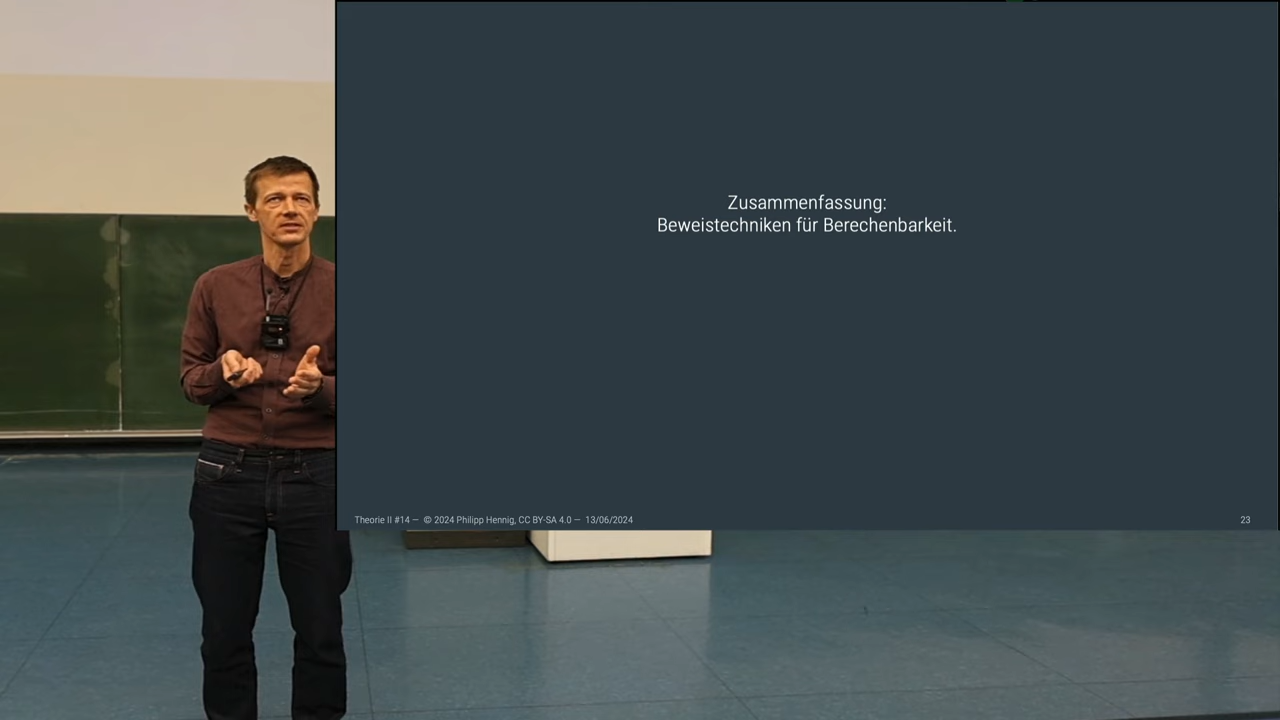 Zusammenfassung:
Beweistechniken für Berechenbarkeit.
Theorie II #14 — © 2024 Philipp Hennig, CC BY-SA 4.0 — 13/06/2024
23